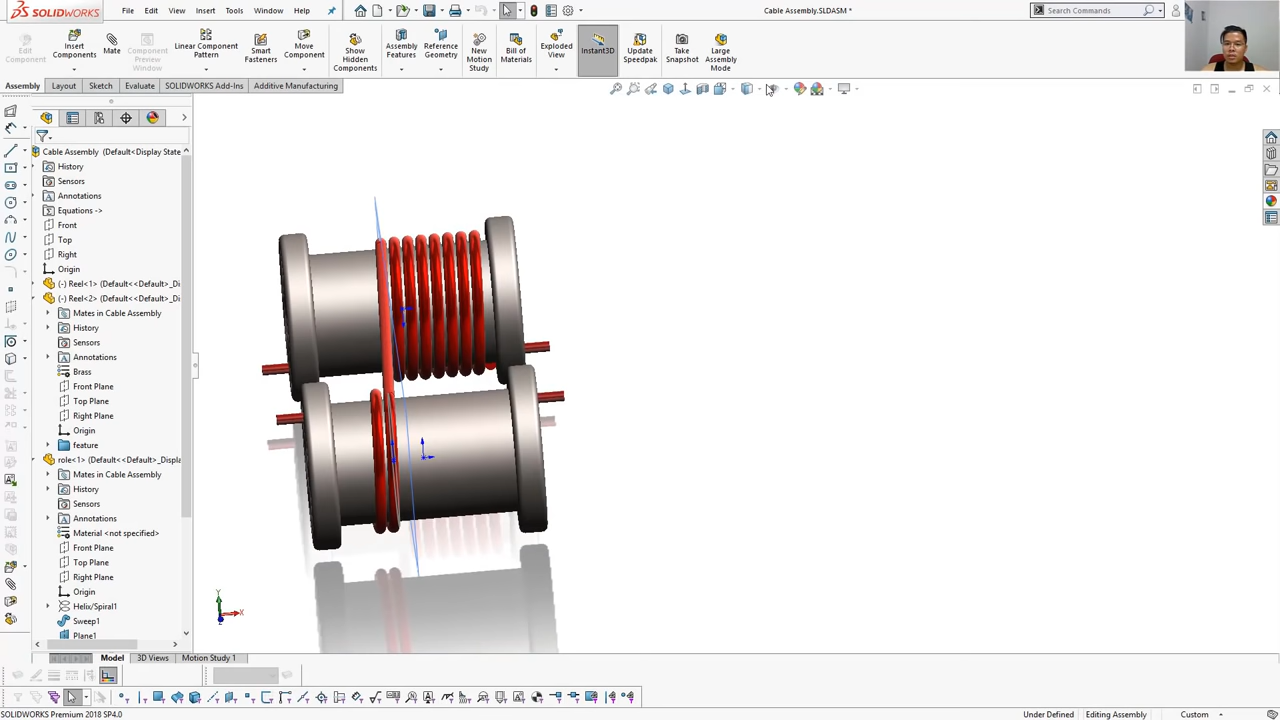 SOLIDWORKS
File Edit View Insert Tools Window Help
Cable Assembly.SLDASM *
Search Commands
Edit Component
Insert Components
Mate
Component Preview Window
Linear Component Pattern
Smart Fasteners
Move Component
Show Hidden Components
Assembly Features
Reference Geometry
New Motion Study
Bill of Materials
Exploded View
Instant3D
Update Speedpak
Take Snapshot
Large Assembly Mode
Assembly Layout Sketch Evaluate SOLIDWORKS Add-Ins Additive Manufacturing
Cable Assembly (Default<Display State
History
Sensors
Annotations
Equations ->
Front
Top
Right
Origin
(-) Reel<1> (Default<<Default>_Di
(-) Reel<2> (Default<<Default>_Di
Mates in Cable Assembly
History
Sensors
Annotations
Brass
Front Plane
Top Plane
Right Plane
Origin
feature
role<1> (Default<<Default>_Displa
Mates in Cable Assembly
History
Sensors
Annotations
Material <not specified>
Front Plane
Top Plane
Right Plane
Origin
Helix/Spiral1
Sweep1
Plane1
Y
X
Model 3D Views Motion Study 1
SOLIDWORKS Premium 2018 SP4.0
Under Defined Editing Assembly Custom